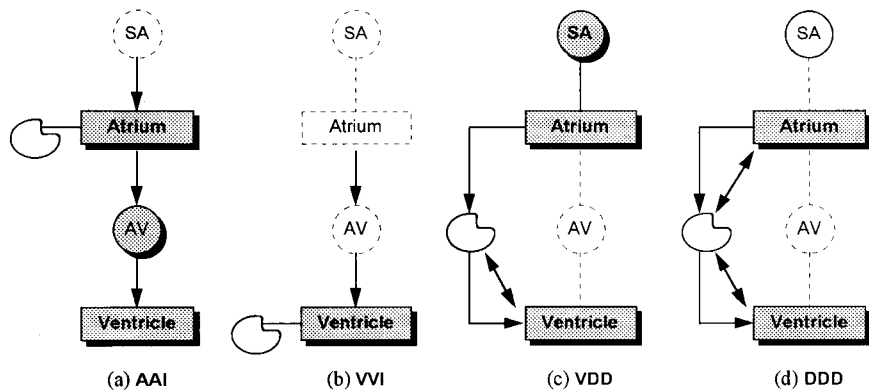 SA
SA
SA
SA
Atrium
Atrium
Atrium
Atrium
AV
AV
AV
AV
Ventricle
Ventricle
Ventricle
Ventricle
(a) AAI
(b) VVI
(c) VDD
(d) DDD